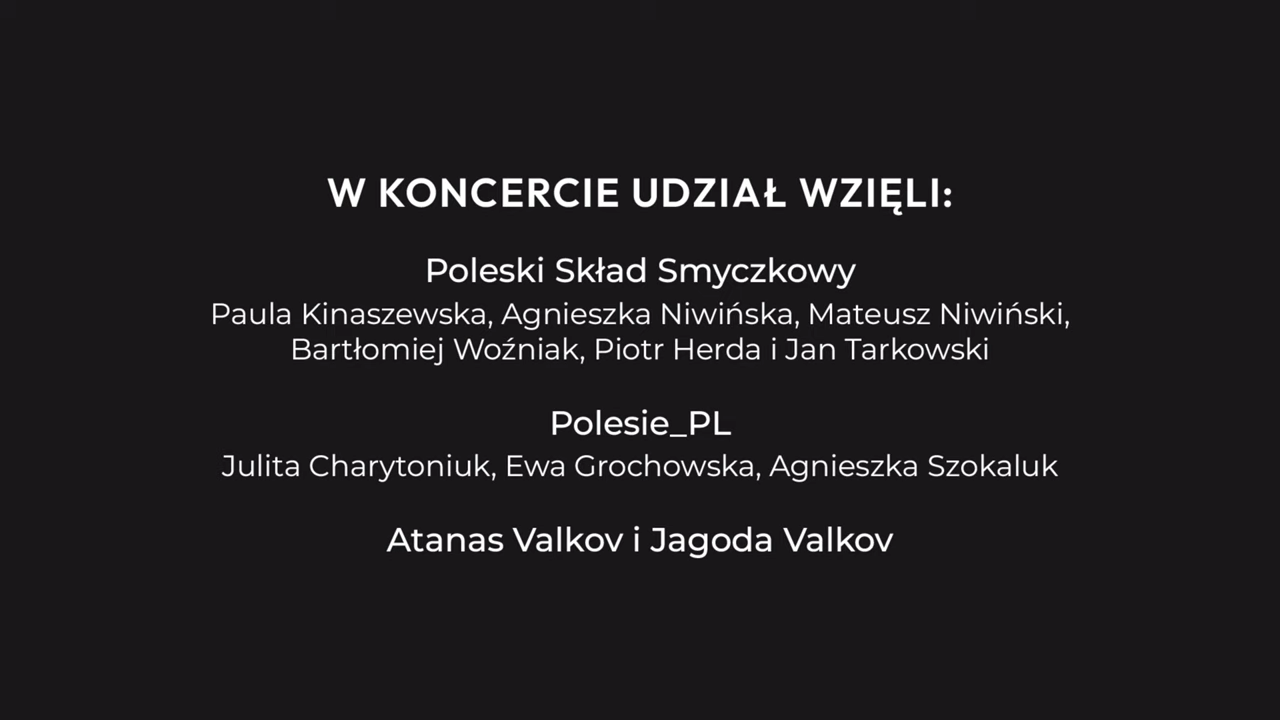 W KONCERCIE UDZIAŁ WZIĘLI:
Poleski Skład Smyczkowy
Paula Kinaszewska, Agnieszka Niwińska, Mateusz Niwiński,
Bartłomiej Woźniak, Piotr Herda i Jan Tarkowski
Polesie_PL
Julita Charytoniuk, Ewa Grochowska, Agnieszka Szokaluk
Atanas Valkov i Jagoda Valkov